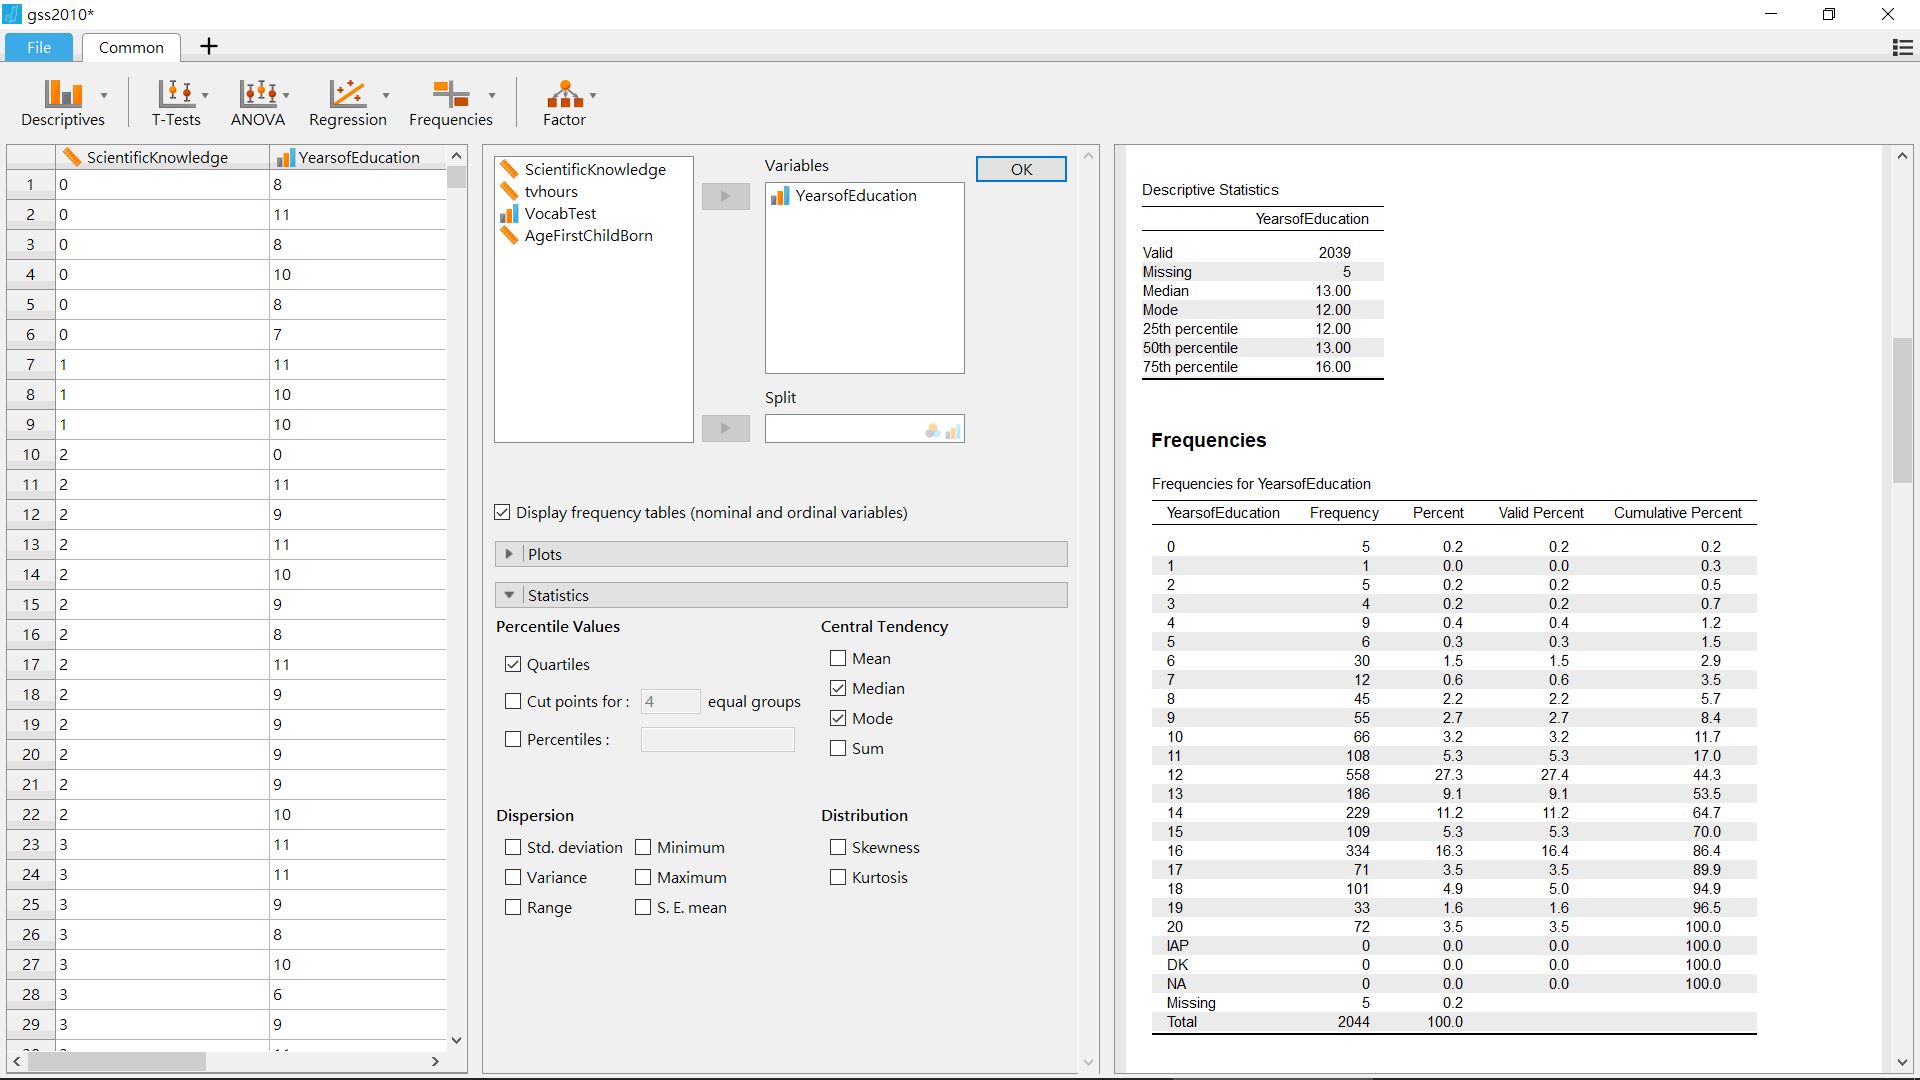 gss2010*
File
Common
Descriptives
T-Tests
ANOVA
Regression
Frequencies
Factor
ScientificKnowledge YearsofEducation
1 0 8
2 0 11
3 0 8
4 0 10
5 0 8
6 0 7
7 1 11
8 1 10
9 1 10
10 2 0
11 2 11
12 2 9
13 2 11
14 2 10
15 2 9
16 2 8
17 2 11
18 2 9
19 2 9
20 2 9
21 2 9
22 2 10
23 3 11
24 3 11
25 3 9
26 3 8
27 3 10
28 3 6
29 3 9
ScientificKnowledge
tvhours
VocabTest
AgeFirstChildBorn
Variables
YearsofEducation
OK
Split
Display frequency tables (nominal and ordinal variables)
Plots
Statistics
Percentile Values
Quartiles
Cut points for : 4 equal groups
Percentiles :
Central Tendency
Mean
Median
Mode
Sum
Dispersion
Std. deviation Minimum
Variance Maximum
Range S. E. mean
Distribution
Skewness
Kurtosis
Descriptive Statistics
YearsofEducation
Valid 2039
Missing 5
Median 13.00
Mode 12.00
25th percentile 12.00
50th percentile 13.00
75th percentile 16.00
Frequencies
Frequencies for YearsofEducation
YearsofEducation Frequency Percent Valid Percent Cumulative Percent
0 5 0.2 0.2 0.2
1 1 0.0 0.0 0.3
2 5 0.2 0.2 0.5
3 4 0.2 0.2 0.7
4 9 0.4 0.4 1.2
5 6 0.3 0.3 1.5
6 30 1.5 1.5 2.9
7 12 0.6 0.6 3.5
8 45 2.2 2.2 5.7
9 55 2.7 2.7 8.4
10 66 3.2 3.2 11.7
11 108 5.3 5.3 17.0
12 558 27.3 27.4 44.3
13 186 9.1 9.1 53.5
14 229 11.2 11.2 64.7
15 109 5.3 5.3 70.0
16 334 16.3 16.4 86.4
17 71 3.5 3.5 89.9
18 101 4.9 5.0 94.9
19 33 1.6 1.6 96.5
20 72 3.5 3.5 100.0
IAP 0 0.0 0.0 100.0
DK 0 0.0 0.0 100.0
NA 0 0.0 0.0 100.0
Missing 5 0.2
Total 2044 100.0